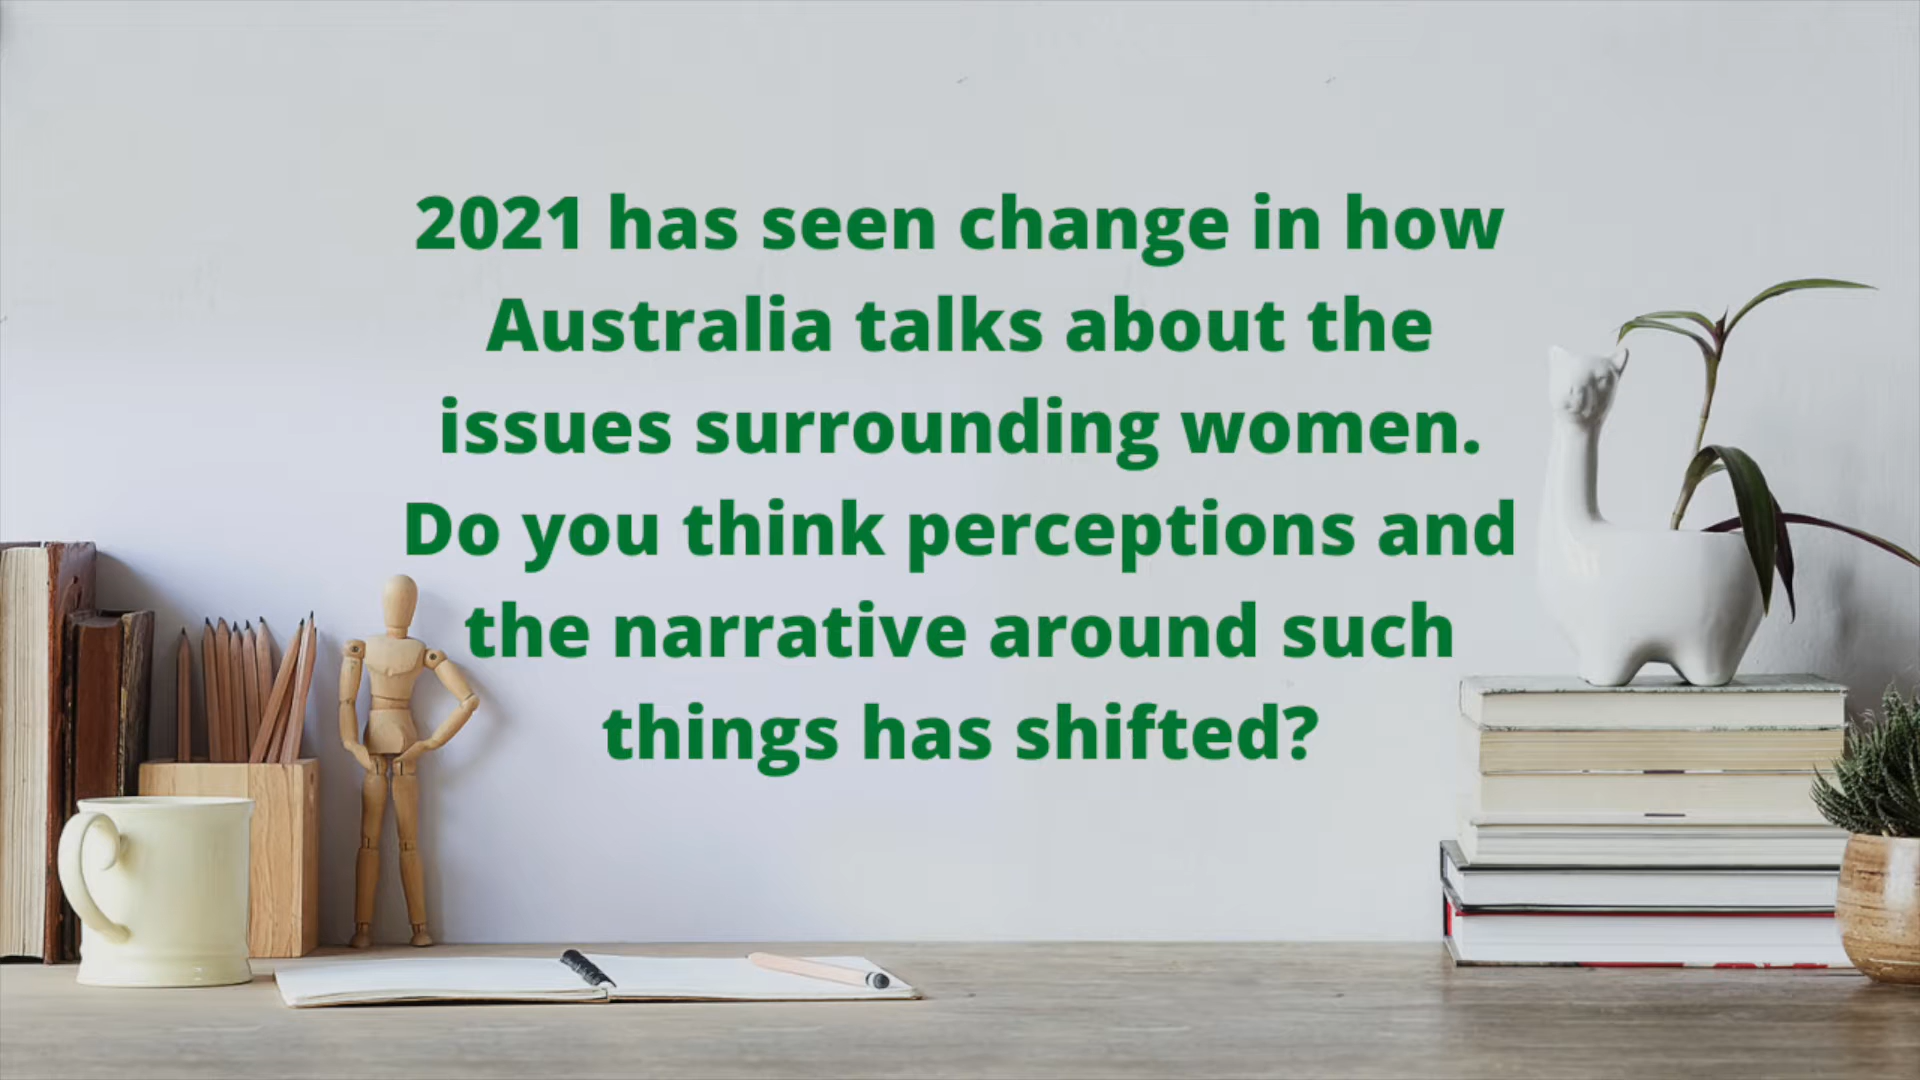 2021 has seen change in how
Australia talks about the
issues surrounding women.
Do you think perceptions and
the narrative around such
things has shifted?